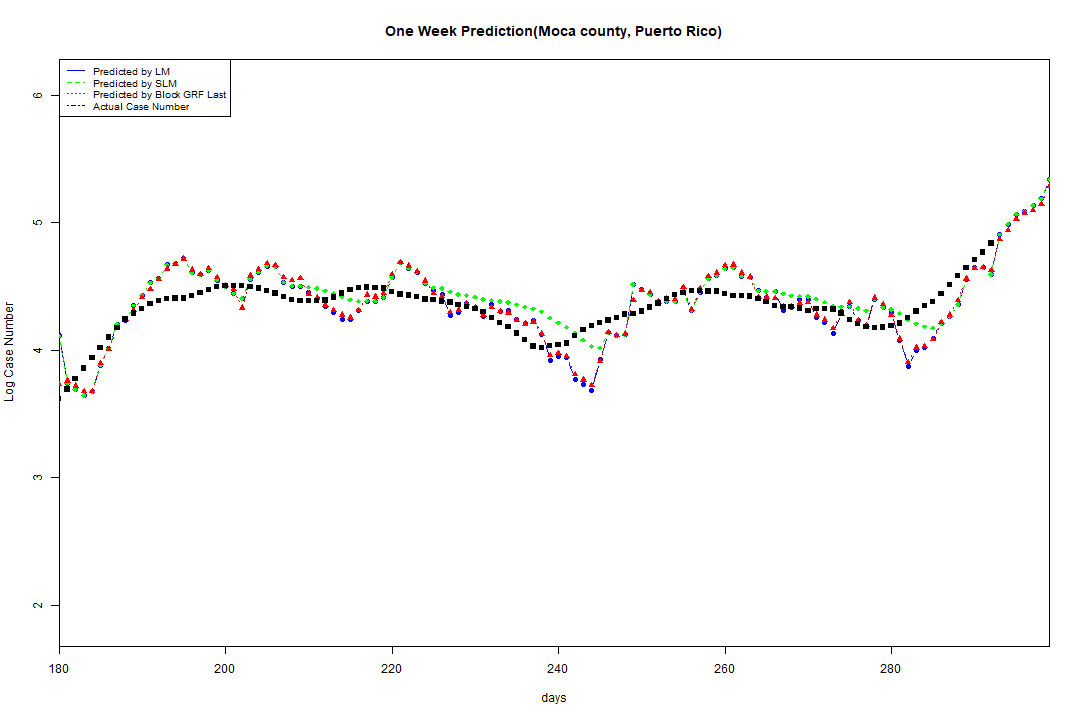 One Week Prediction(Moca county, Puerto Rico)
Predicted by LM
Predicted by SLM
Predicted by Block GRF Last
Actual Case Number
6
5
4
3
2
Log Case Number
180 200 220 240 260 280
days